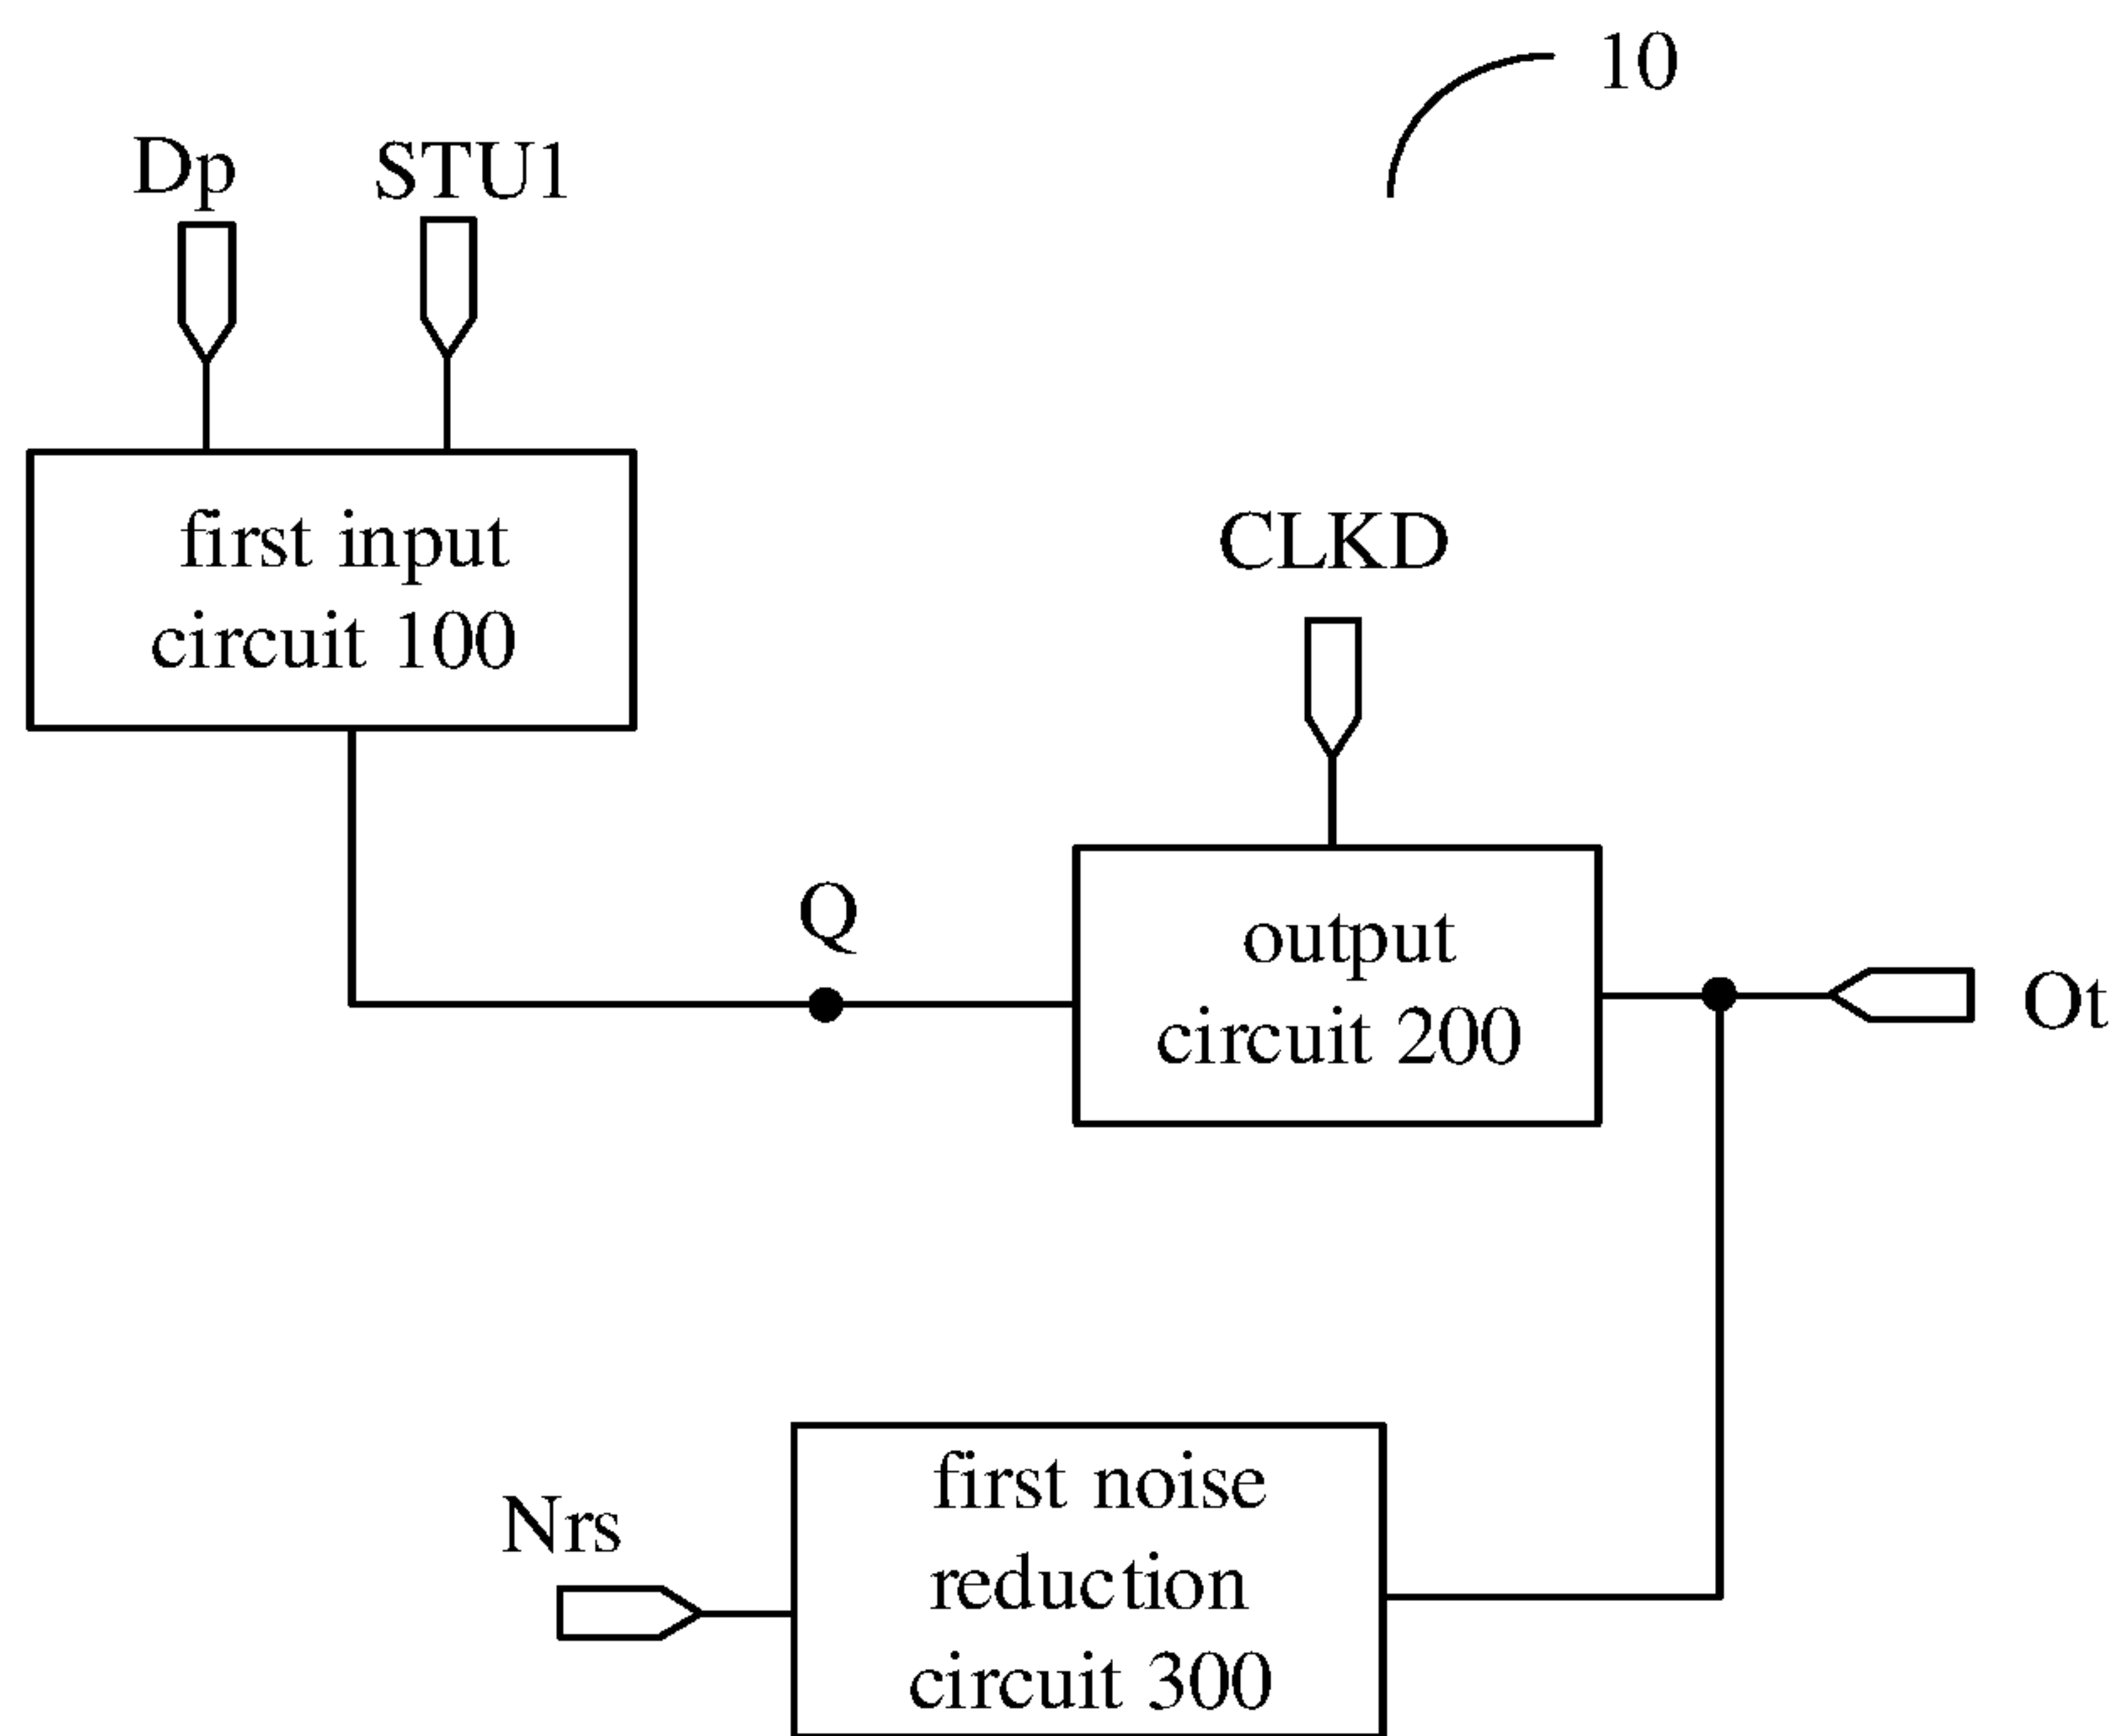 10
Dp
STU1
first input
circuit 100
CLKD
Q
output
circuit 200
Ot
first noise
reduction
circuit 300
Nrs